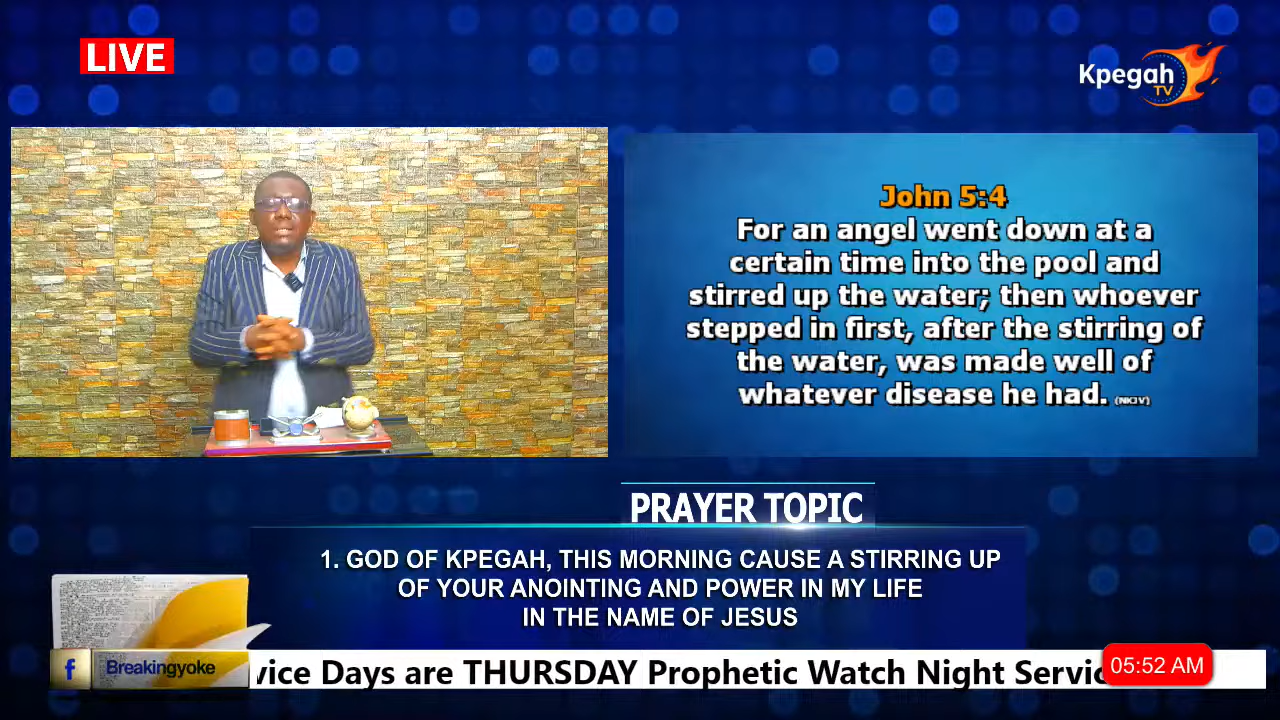 LIVE
Kpegah
TV
John 5:4
For an angel went down at a
certain time into the pool and
stirred up the water; then whoever
stepped in first, after the stirring of
the water, was made well of
whatever disease he had. (NKJV)
PRAYER TOPIC
1. GOD OF KPEGAH, THIS MORNING CAUSE A STIRRING UP
OF YOUR ANOINTING AND POWER IN MY LIFE
IN THE NAME OF JESUS
f Breakingyoke
vice Days are THURSDAY Prophetic Watch Night Servic
05:52 AM